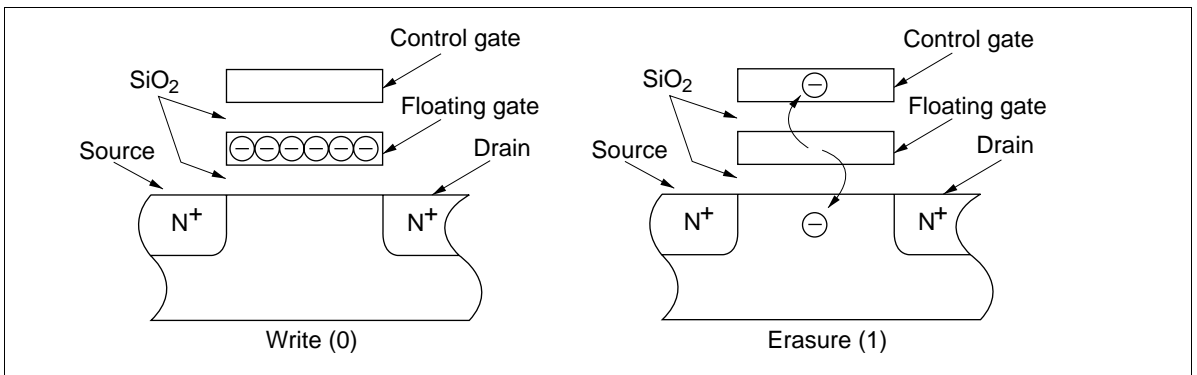 Control gate
SiO2
Floating gate
Source
Drain
N+
N+
Write (0)
Control gate
SiO2
Floating gate
Source
Drain
N+
N+
Erasure (1)